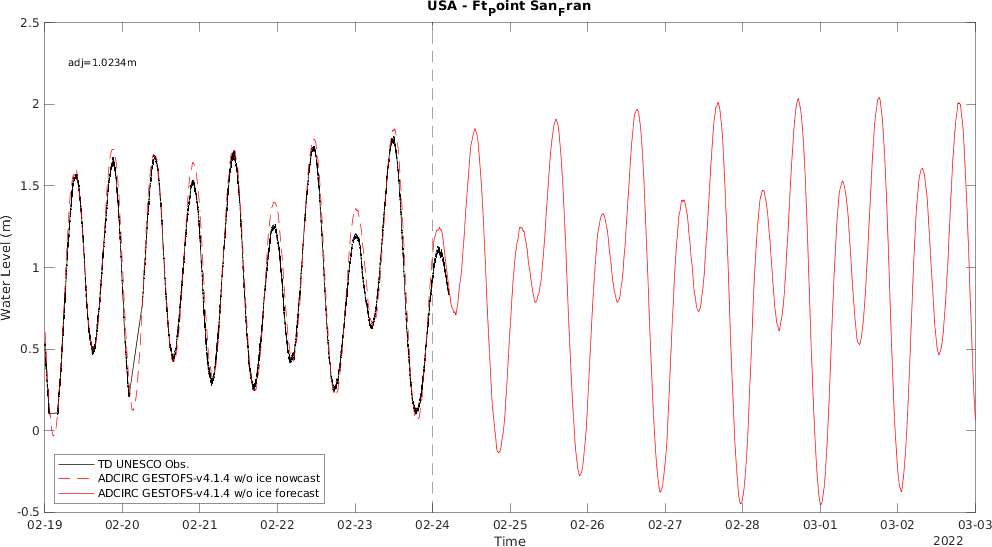 USA - Ft_Point San_Fran
2.5
adj=1.0234m
2
1.5
1
0.5
0
-0.5
Water Level (m)
TD UNESCO Obs.
ADCIRC GESTOFS-v4.1.4 w/o ice nowcast
ADCIRC GESTOFS-v4.1.4 w/o ice forecast
02-19 02-20 02-21 02-22 02-23 02-24 02-25 02-26 02-27 02-28 03-01 03-02 03-03
Time
2022